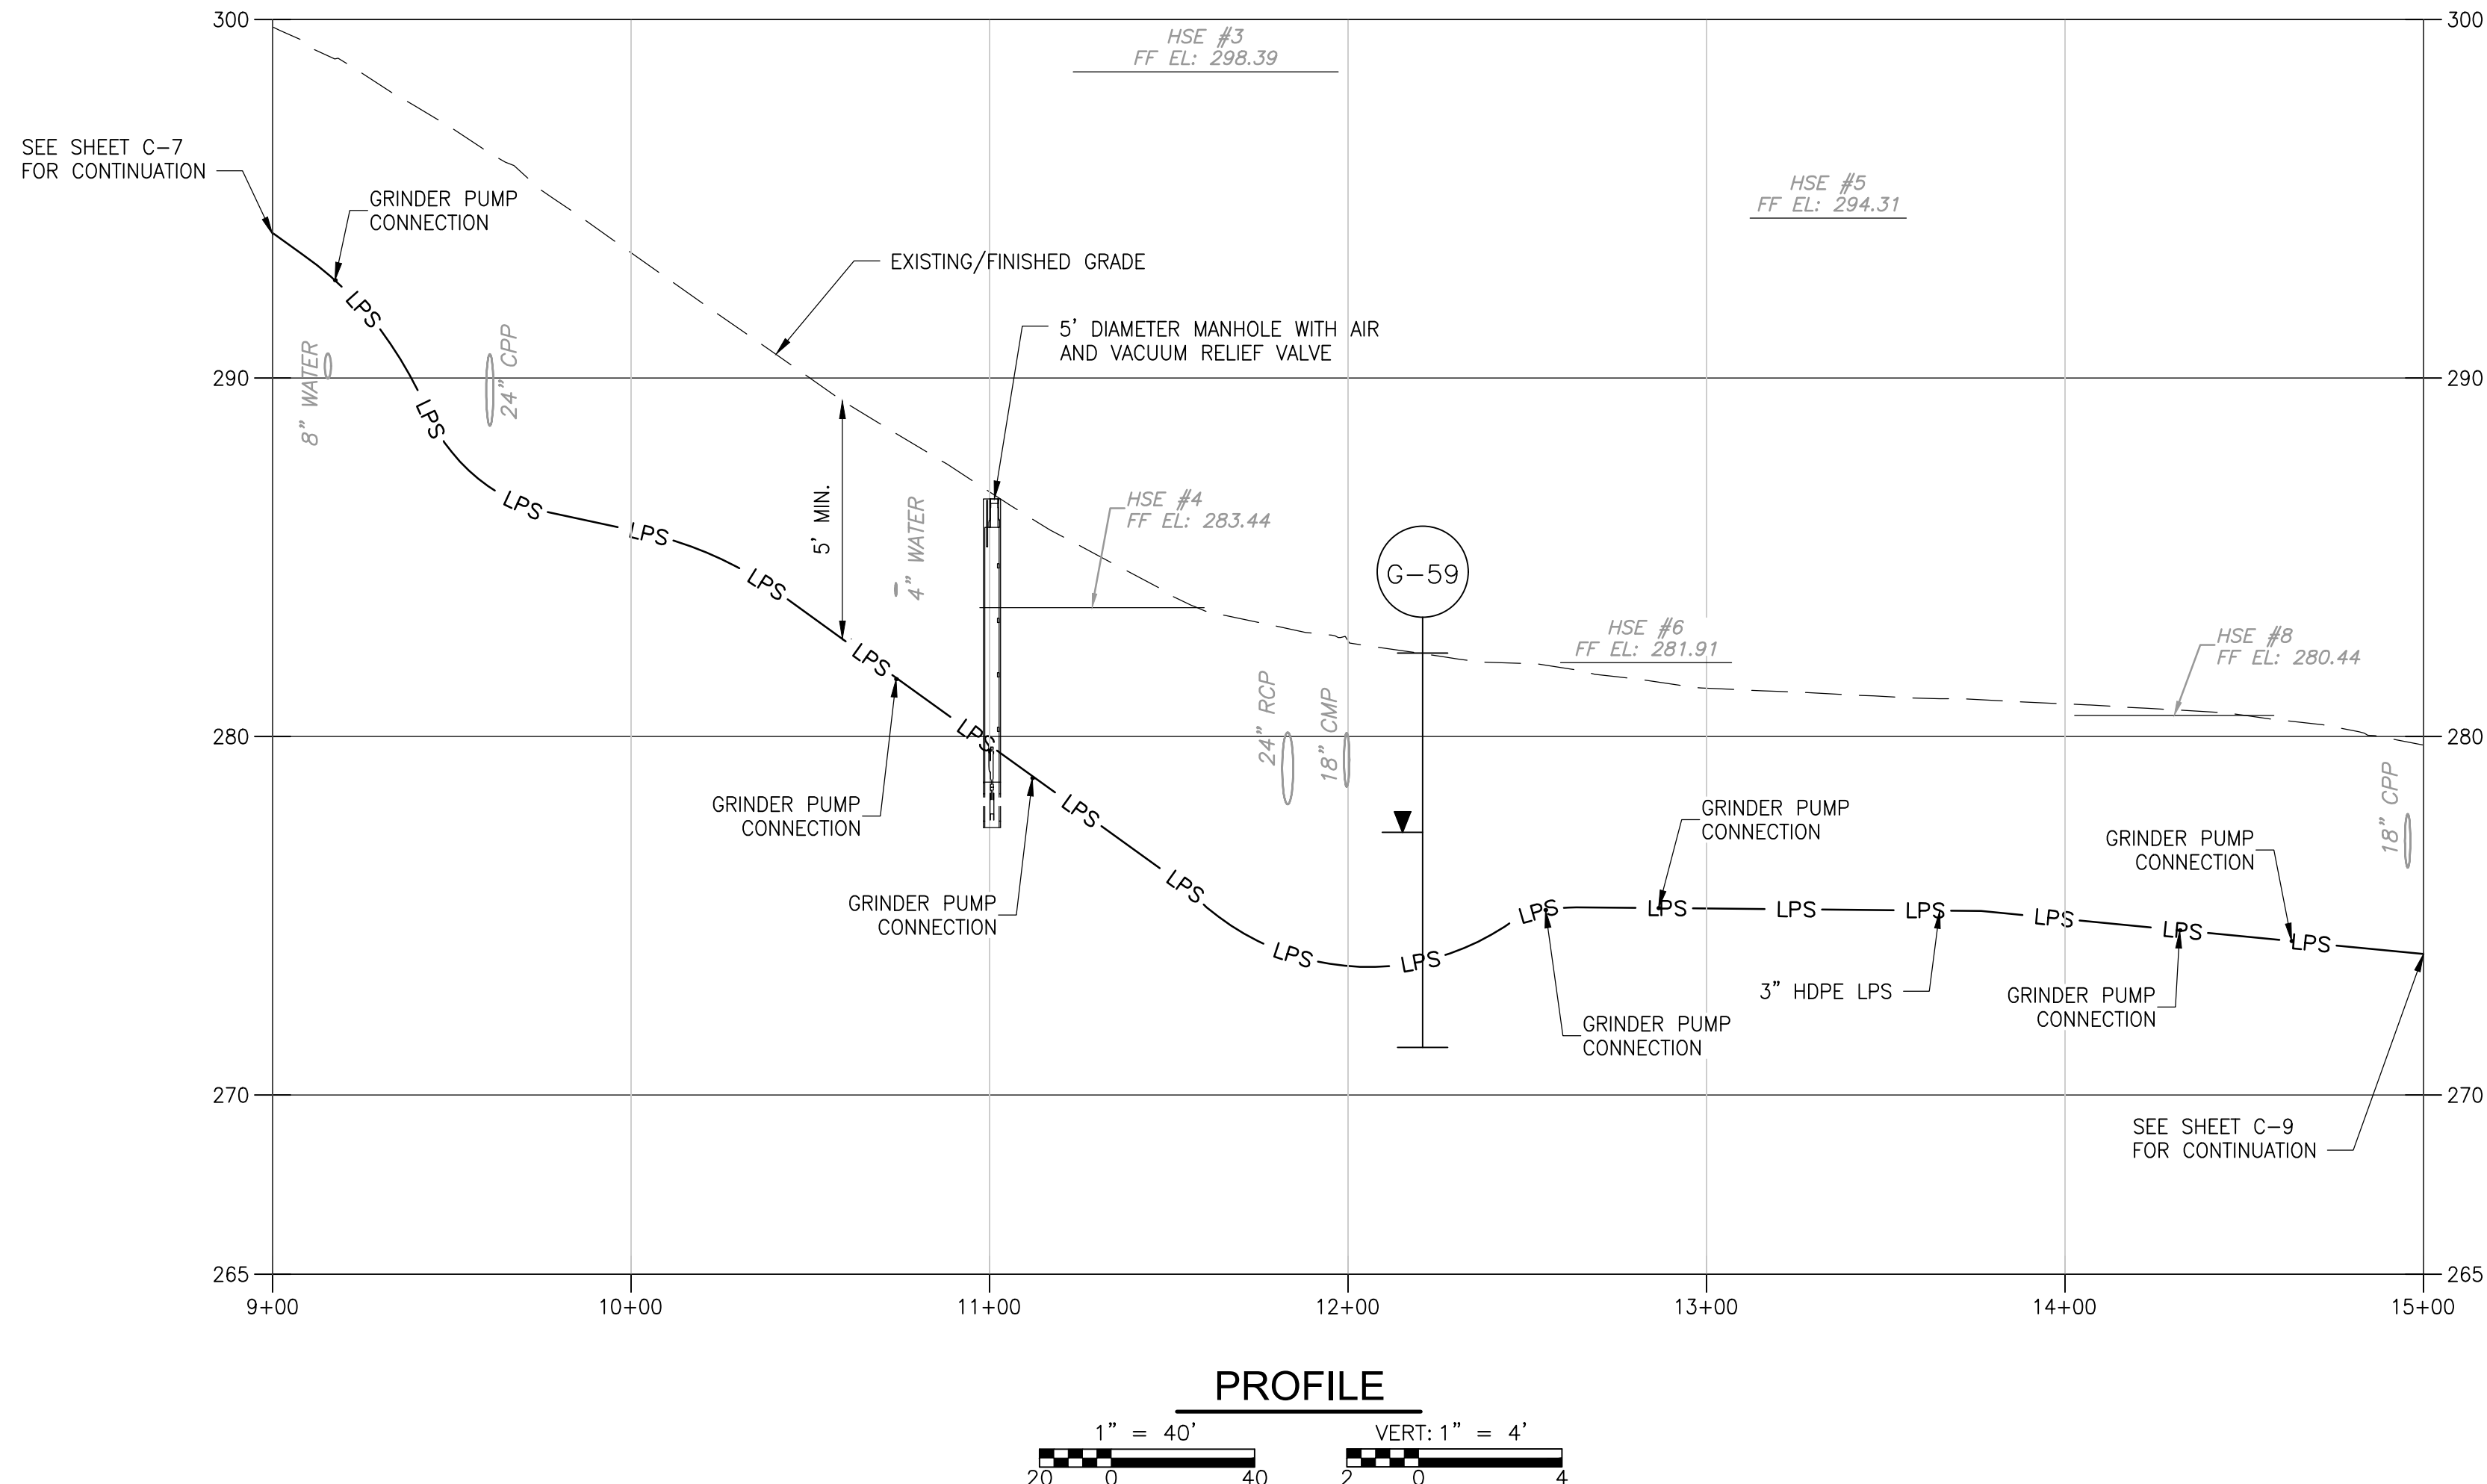 300
300
HSE #3
FF EL: 298.39
SEE SHEET C-7
FOR CONTINUATION
GRINDER PUMP
CONNECTION
HSE #5
FF EL: 294.31
EXISTING/FINISHED GRADE
5' DIAMETER MANHOLE WITH AIR
AND VACUUM RELIEF VALVE
LPS
8" WATER
24" CPP
290
290
LPS
LPS
LPS
LPS
5' MIN.
4" WATER
HSE #4
FF EL: 283.44
G-59
HSE #6
FF EL: 281.91
HSE #8
FF EL: 280.44
LPS
LPS
280
280
24" RCP
18" CMP
18" CPP
GRINDER PUMP
CONNECTION
LPS
GRINDER PUMP
CONNECTION
GRINDER PUMP
CONNECTION
GRINDER PUMP
CONNECTION
LPS
LPS
LPS
LPS
LPS
LPS
LPS
LPS
LPS
LPS
3" HDPE LPS
GRINDER PUMP
CONNECTION
GRINDER PUMP
CONNECTION
270
270
SEE SHEET C-9
FOR CONTINUATION
265
265
9+00
10+00
11+00
12+00
13+00
14+00
15+00
PROFILE
1" = 40'
VERT: 1" = 4'
20 0 40
2 0 4